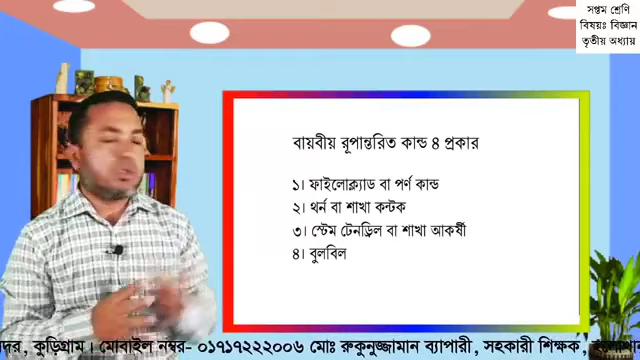 সপ্তম শ্রেণি
বিষয়ঃ বিজ্ঞান
তৃতীয় অধ্যায়
বায়বীয় রূপান্তরিত কান্ড ৪ প্রকার
১। ফাইলোক্ল্যাড বা পর্ণ কান্ড
২। থর্ন বা শাখা কন্টক
৩। স্টেম টেনড্রিল বা শাখা আকর্ষী
৪। বুলবিল
কুড়িগ্রাম। মোবাইল নম্বর- ০১৭১৭২২২০০৬ মোঃ রুকুনুজ্জামান ব্যাপারী, সহকারী শিক্ষক,